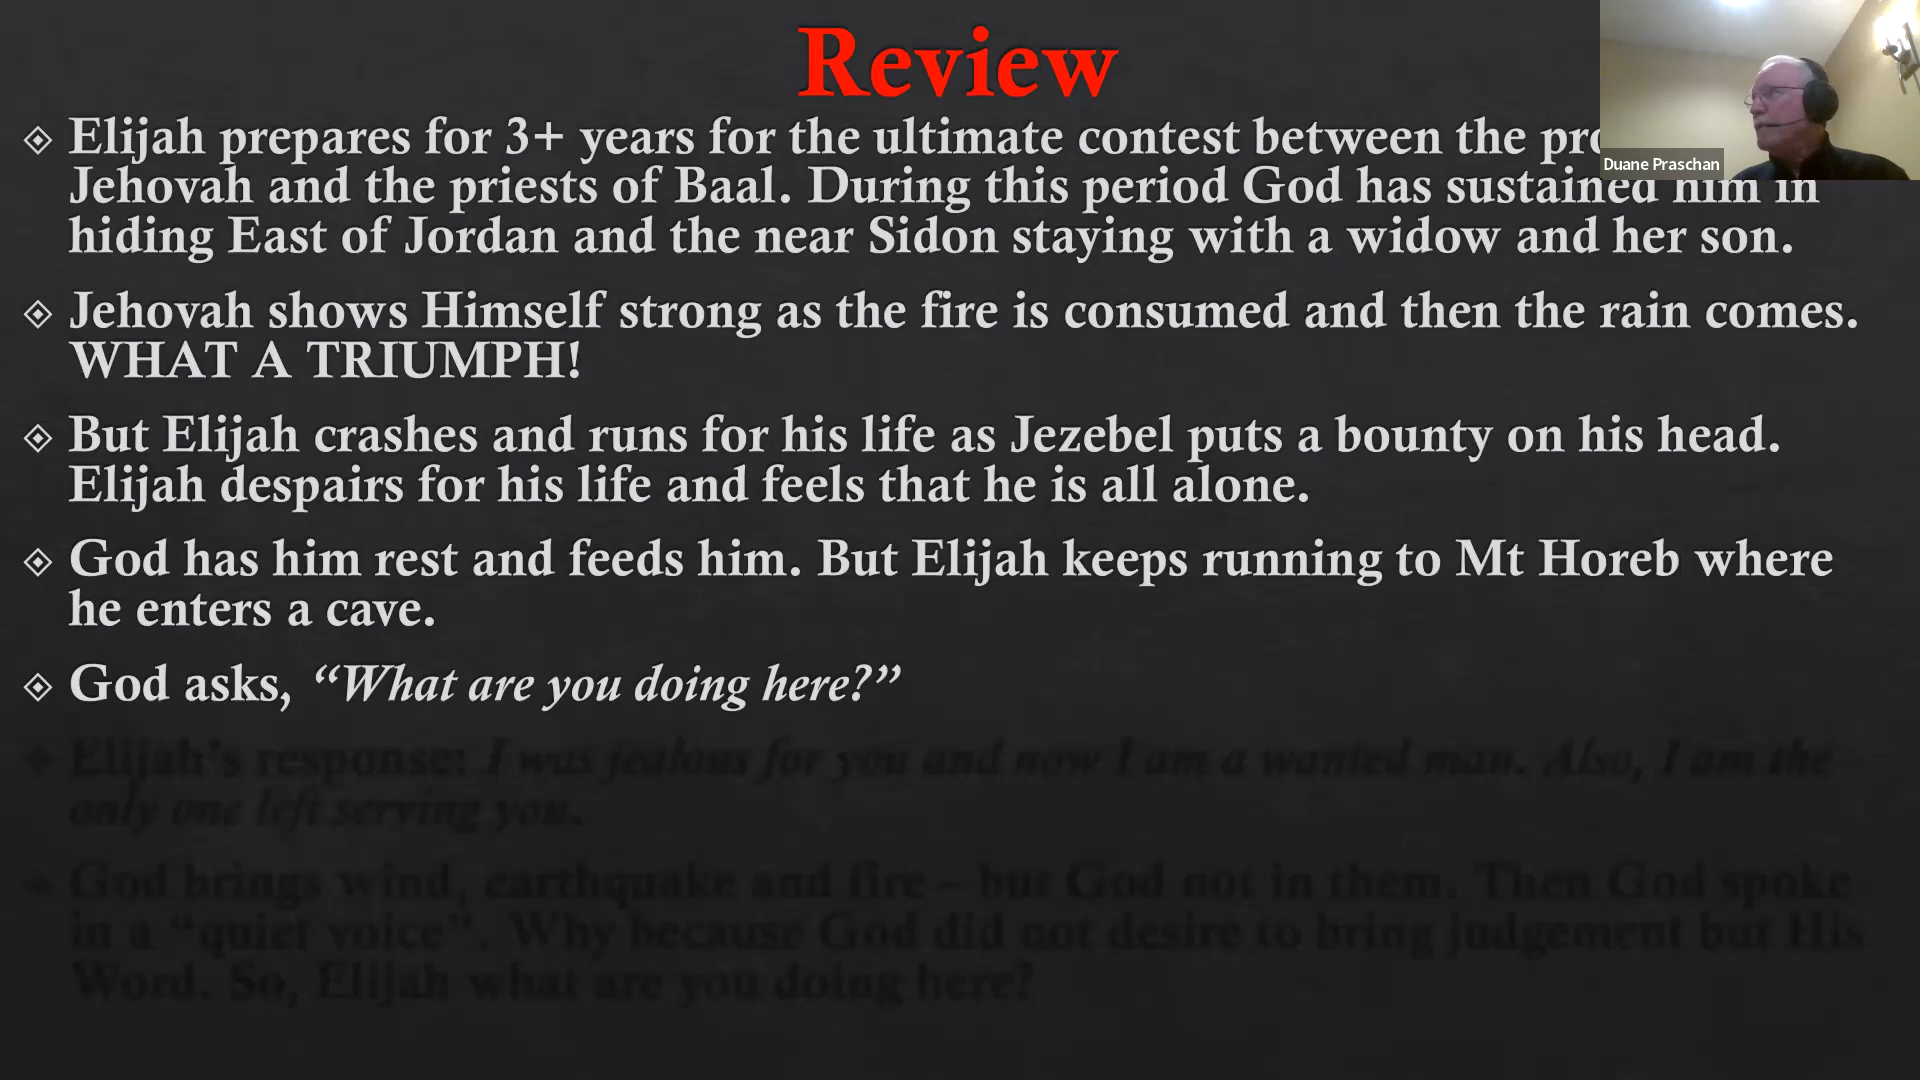 Review
Elijah prepares for 3+ years for the ultimate contest between the
Jehovah and the priests of Baal. During this period God has sustained him in
hiding East of Jordan and the near Sidon staying with a widow and her son.
Jehovah shows Himself strong as the fire is consumed and then the rain comes.
WHAT A TRIUMPH!
But Elijah crashes and runs for his life as Jezebel puts a bounty on his head.
Elijah despairs for his life and feels that he is all alone.
God has him rest and feeds him. But Elijah keeps running to Mt Horeb where
he enters a cave.
God asks, “What are you doing here?”
Elijah’s response: I was jealous for you and now I am a wanted man. Also, I am the
only one left serving you.
God brings wind, earthquake and fire – but God not in them. Then God spoke
in a “quiet voice”. Why because God did not desire to bring judgement but His
Word. So, Elijah what are you doing here?
Duane Praschan